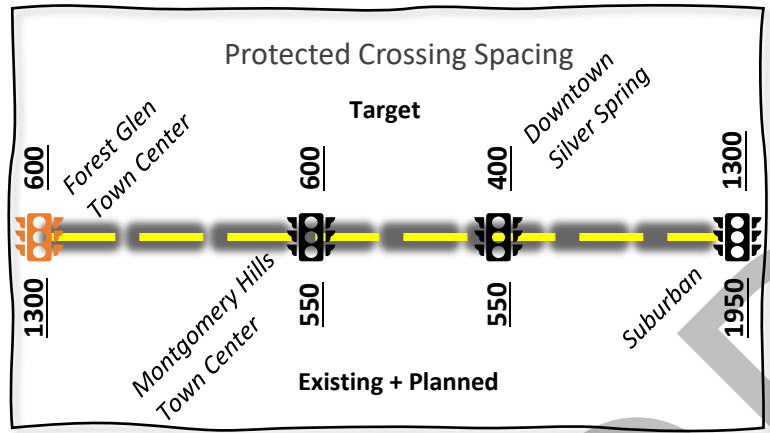 Protected Crossing Spacing
Target
600
Forest Glen
Town Center
600
400
Downtown
Silver Spring
1300
1300
Montgomery Hills
Town Center
550
550
Suburban
1950
Existing + Planned